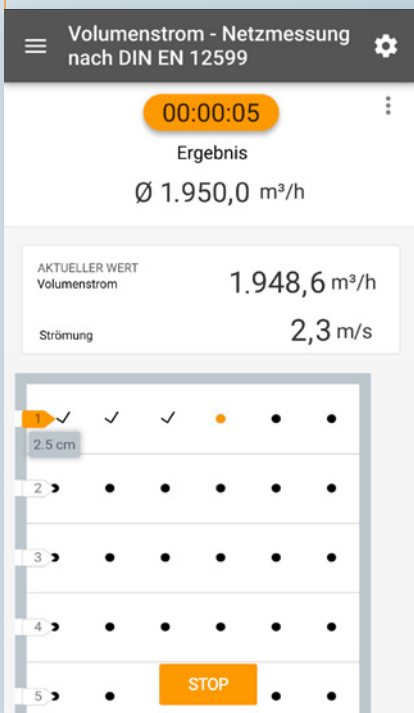 Volumenstrom - Netzmessung
nach DIN EN 12599
00:00:05
Ergebnis
Ø 1.950,0 m³/h
AKTUELLER WERT
Volumenstrom
1.948,6 m³/h
Strömung
2,3 m/s
1
2.5 cm
2
3
4
5
STOP